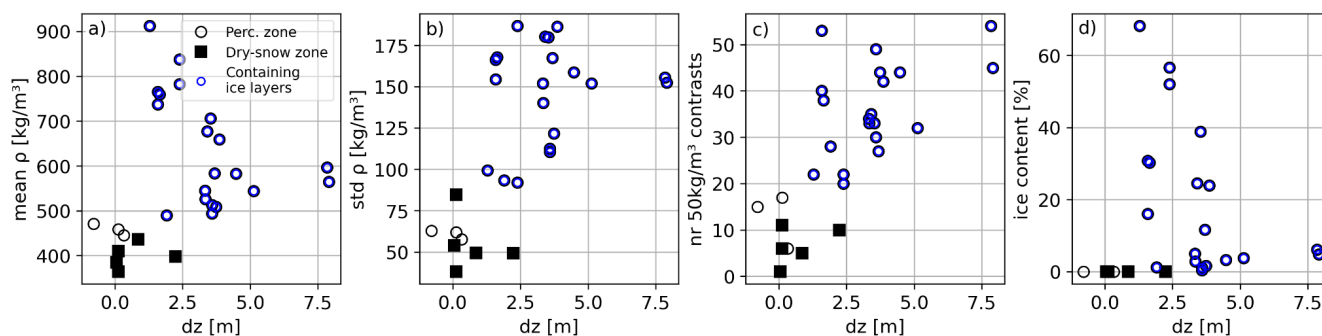 a)
Perc. zone
Dry-snow zone
Containing
ice layers
900
800
700
600
500
400
mean ρ [kg/m³]
0.0 2.5 5.0 7.5
dz [m]
b)
175
150
125
100
75
50
std ρ [kg/m³]
0.0 2.5 5.0 7.5
dz [m]
c)
50
40
30
20
10
0
nr 50kg/m³ contrasts
0.0 2.5 5.0 7.5
dz [m]
d)
60
40
20
0
ice content [%]
0.0 2.5 5.0 7.5
dz [m]